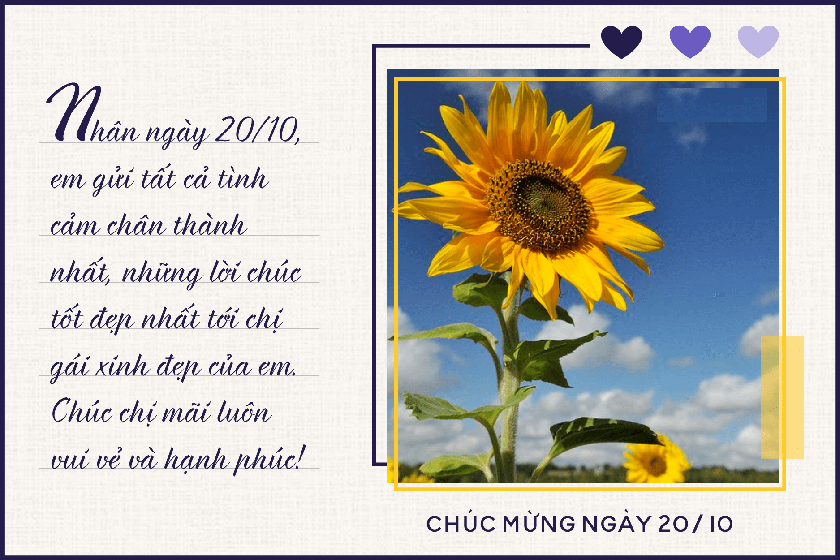 Nhân ngày 20/10,
em gửi tất cả tình
cảm chân thành
nhất, những lời chúc
tốt đẹp nhất tới chị
gái xinh đẹp của em.
Chúc chị mãi luôn
vui vẻ và hạnh phúc!
CHÚC MỪNG NGÀY 20/10